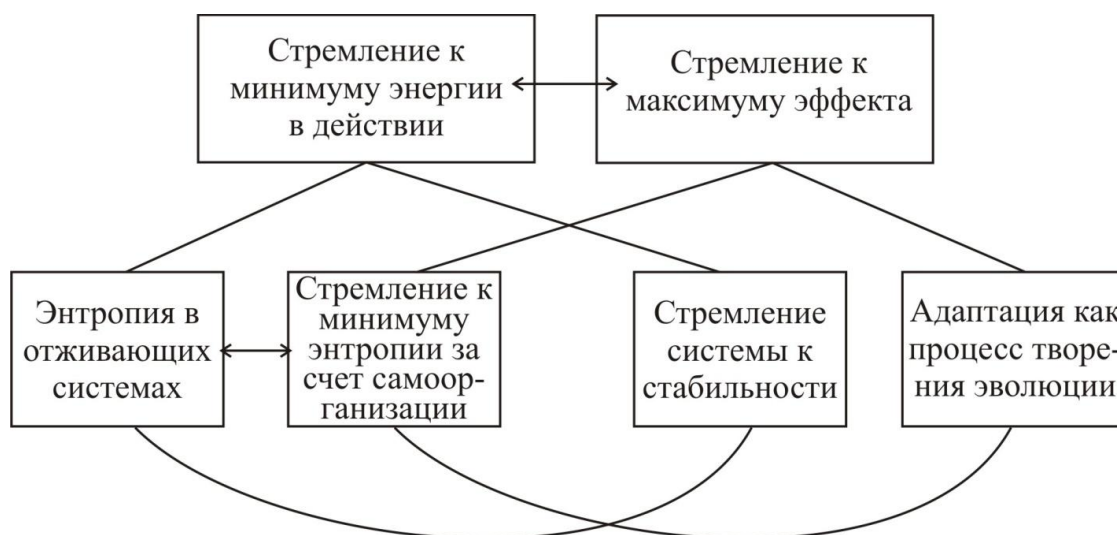 Стремление к
минимуму энергии
в действии
Стремление к
максимуму эффекта
Энтропия в
отживающих
системах
Стремление к
минимуму
энтропии за
счет самоор-
ганизации
Стремление
системы к
стабильности
Адаптация как
процесс творе-
ния эволюции